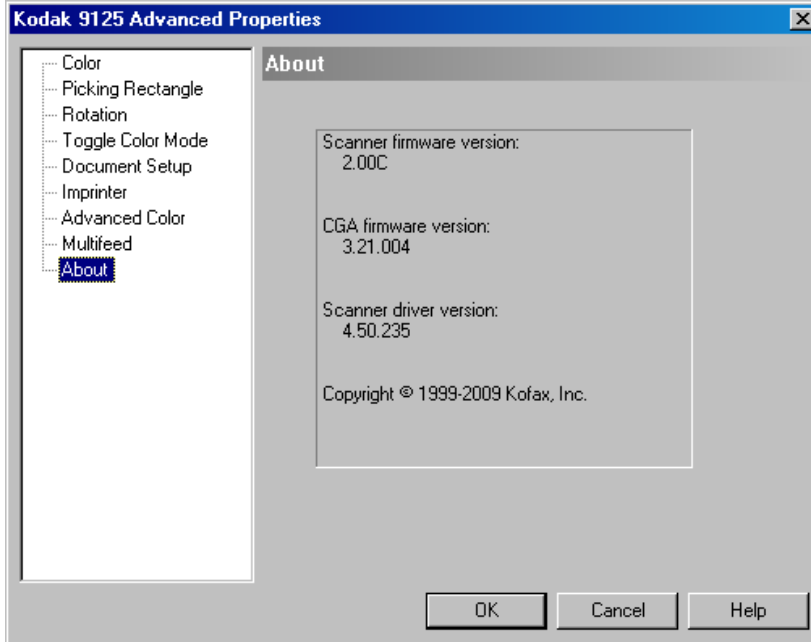 Kodak 9125 Advanced Properties
Color
Picking Rectangle
Rotation
Toggle Color Mode
Document Setup
Imprinter
Advanced Color
Multifeed
About
About
Scanner firmware version:
2.00C
CGA firmware version:
3.21.004
Scanner driver version:
4.50.235
Copyright © 1999-2009 Kofax, Inc.
OK
Cancel
Help